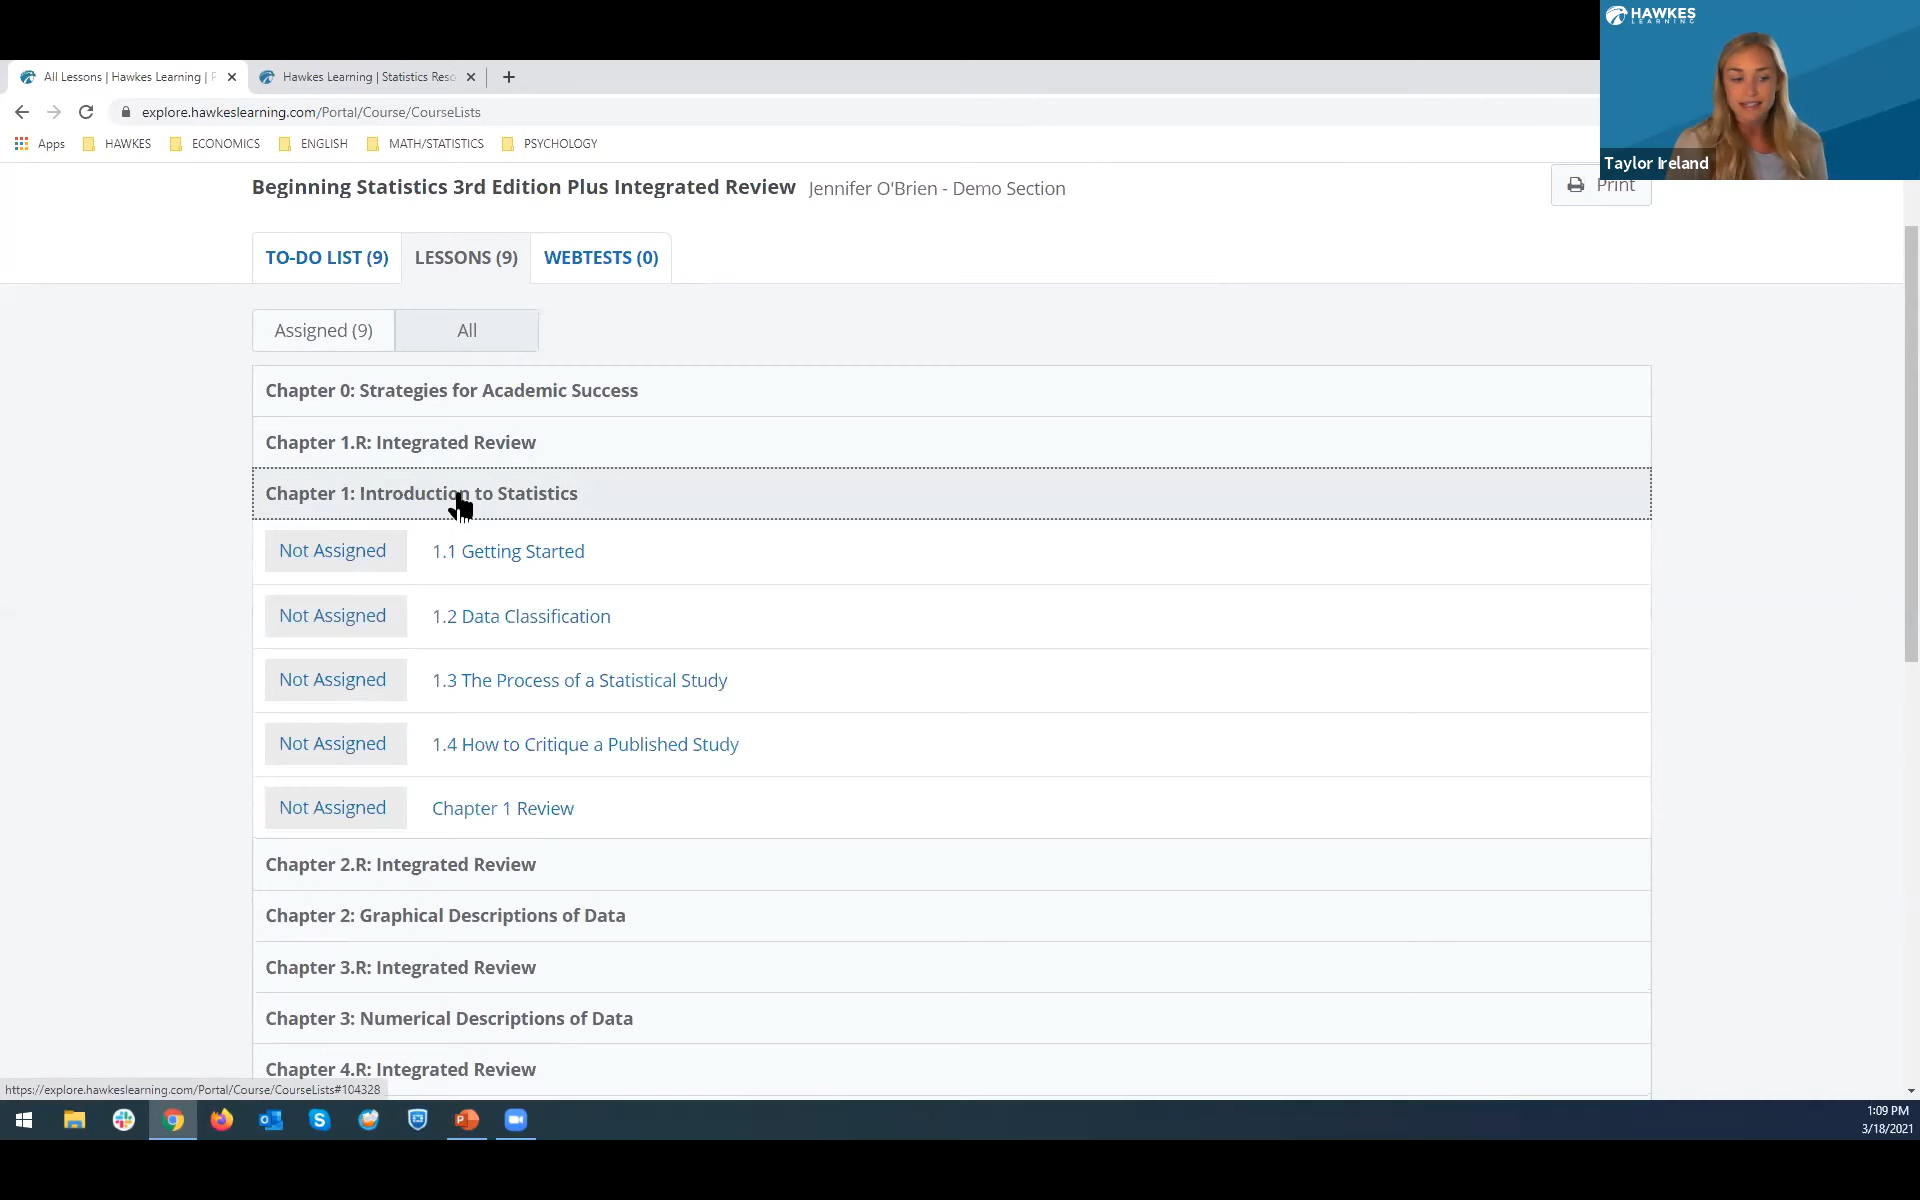 HAWKES
LEARNING
Taylor Ireland
All Lessons | Hawkes Learning | P
Hawkes Learning | Statistics Reso
explore.hawkeslearning.com/Portal/Course/CourseLists
Apps
HAWKES
ECONOMICS
ENGLISH
MATH/STATISTICS
PSYCHOLOGY
Beginning Statistics 3rd Edition Plus Integrated Review Jennifer O'Brien - Demo Section
Print
TO-DO LIST (9)
LESSONS (9)
WEBTESTS (0)
Assigned (9)
All
Chapter 0: Strategies for Academic Success
Chapter 1.R: Integrated Review
Chapter 1: Introduction to Statistics
Not Assigned 1.1 Getting Started
Not Assigned 1.2 Data Classification
Not Assigned 1.3 The Process of a Statistical Study
Not Assigned 1.4 How to Critique a Published Study
Not Assigned Chapter 1 Review
Chapter 2.R: Integrated Review
Chapter 2: Graphical Descriptions of Data
Chapter 3.R: Integrated Review
Chapter 3: Numerical Descriptions of Data
Chapter 4.R: Integrated Review
https://explore.hawkeslearning.com/Portal/Course/CourseLists#104328
1:09 PM
3/18/2021